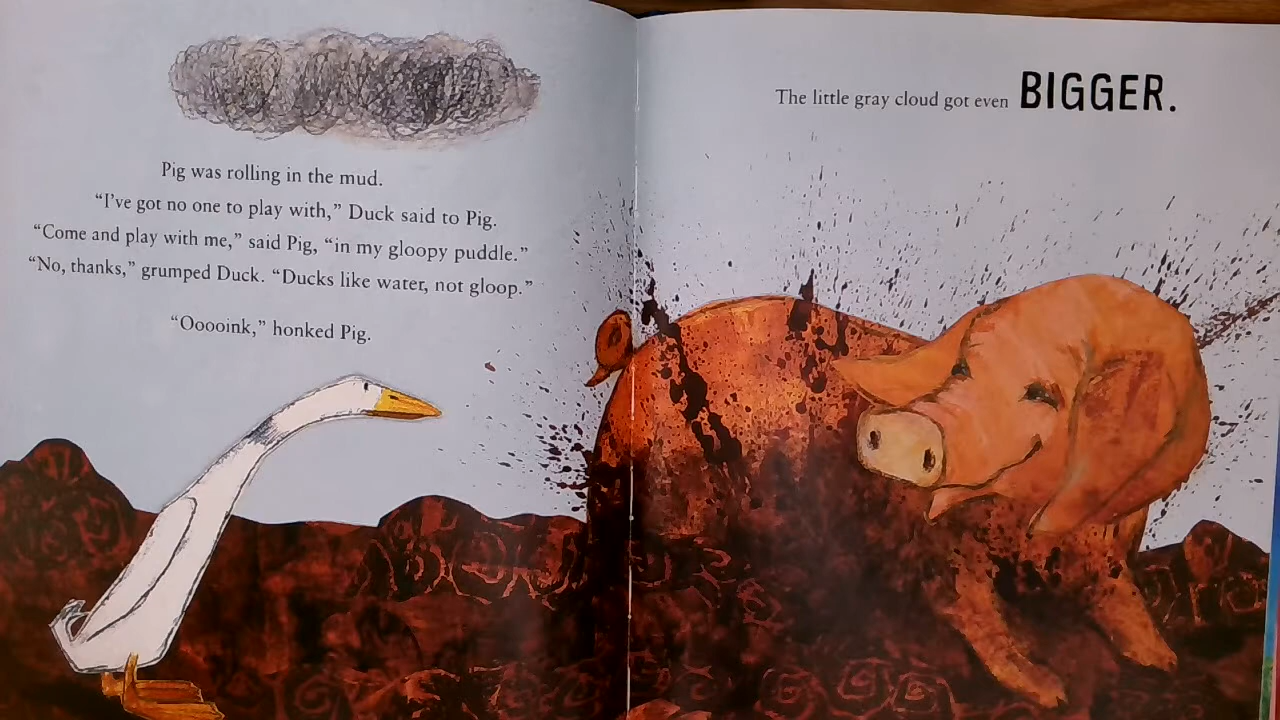 Pig was rolling in the mud.
“I’ve got no one to play with,” Duck said to Pig.
“Come and play with me,” said Pig, “in my gloopy puddle.”
“No, thanks,” grumped Duck. “Ducks like water, not gloop.”
“Ooooink,” honked Pig.
The little gray cloud got even BIGGER.